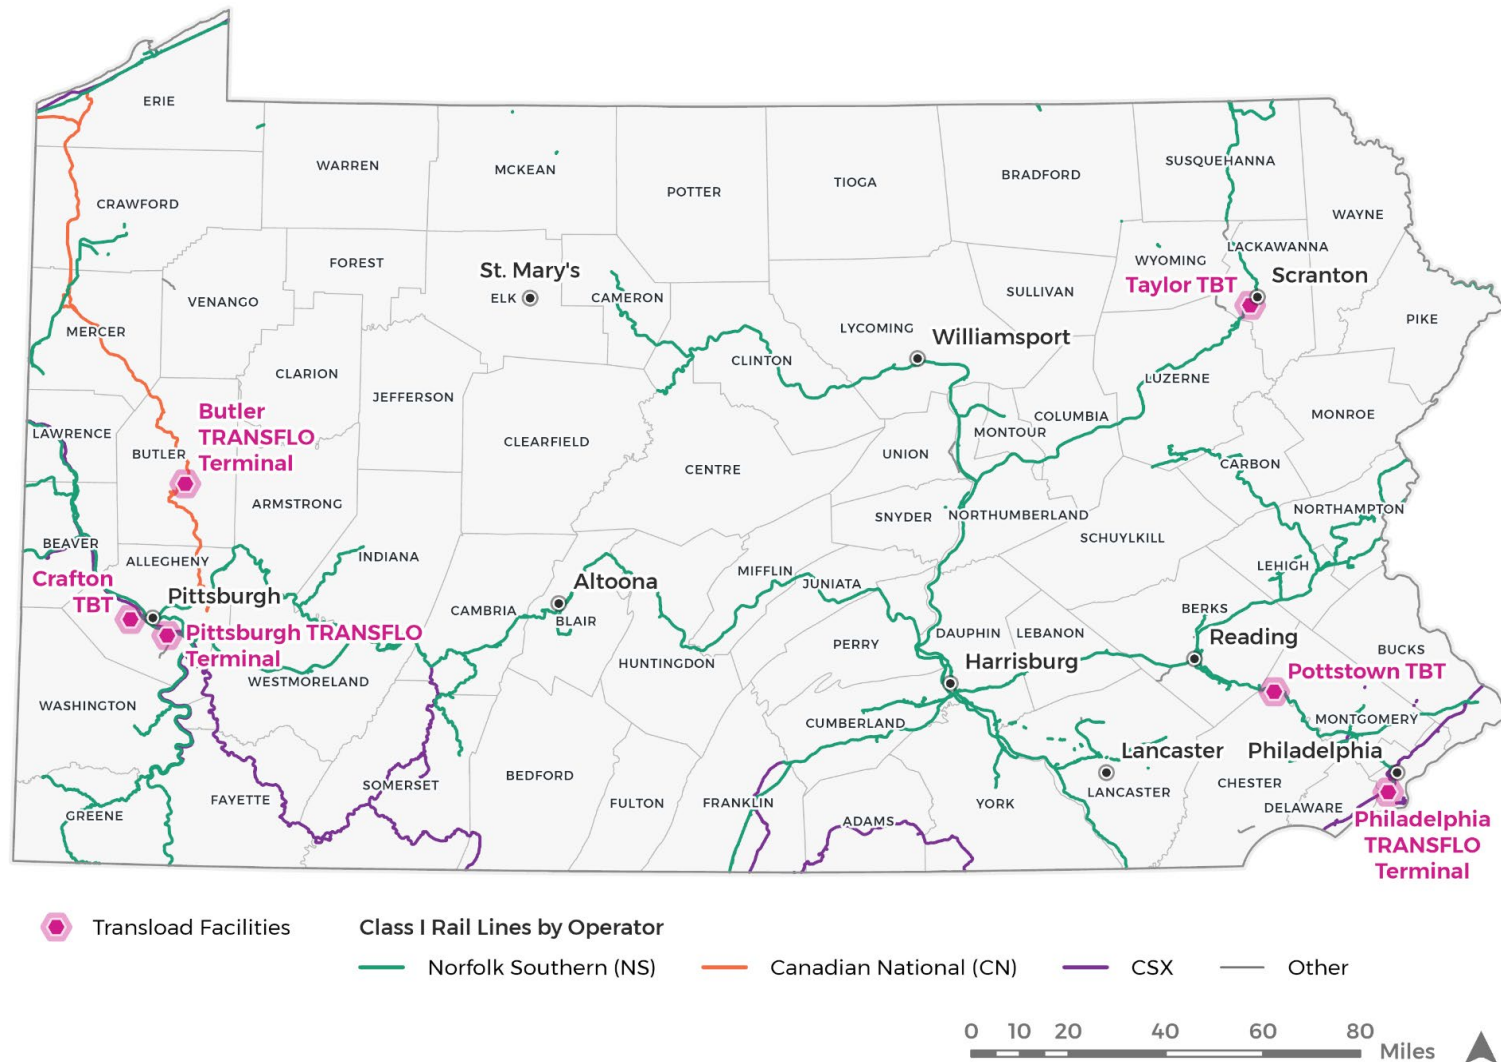 ERIE
WARREN
MCKEAN
POTTER
TIOGA
BRADFORD
SUSQUEHANNA
WAYNE
CRAWFORD
FOREST
VENANGO
MERCER
St. Mary's
ELK
CAMERON
LYCOMING
SULLIVAN
WYOMING
LACKAWANNA
Taylor TBT
Scranton
PIKE
Williamsport
CLINTON
CLARION
JEFFERSON
LUZERNE
COLUMBIA
MONTOUR
MONROE
Butler
TRANSFLO
Terminal
LAWRENCE
BUTLER
CLEARFIELD
CENTRE
UNION
CARBON
ARMSTRONG
SNYDER
NORTHUMBERLAND
NORTHAMPTON
SCHUYLKILL
BEAVER
ALLEGHENY
INDIANA
LEHIGH
Crafton
TBT
Pittsburgh
Altoona
MIFFLIN
JUNIATA
CAMBRIA
BLAIR
BERKS
Pittsburgh TRANSFLO
Terminal
WESTMORELAND
HUNTINGDON
PERRY
DAUPHIN
LEBANON
Harrisburg
Reading
BUCKS
Pottstown TBT
WASHINGTON
CUMBERLAND
MONTGOMERY
Lancaster
Philadelphia
BEDFORD
SOMERSET
FAYETTE
FULTON
FRANKLIN
YORK
LANCASTER
CHESTER
DELAWARE
GREENE
ADAMS
Philadelphia
TRANSFLO
Terminal
Transload Facilities
Class I Rail Lines by Operator
Norfolk Southern (NS)
Canadian National (CN)
CSX
Other
0 10 20 40 60 80
Miles